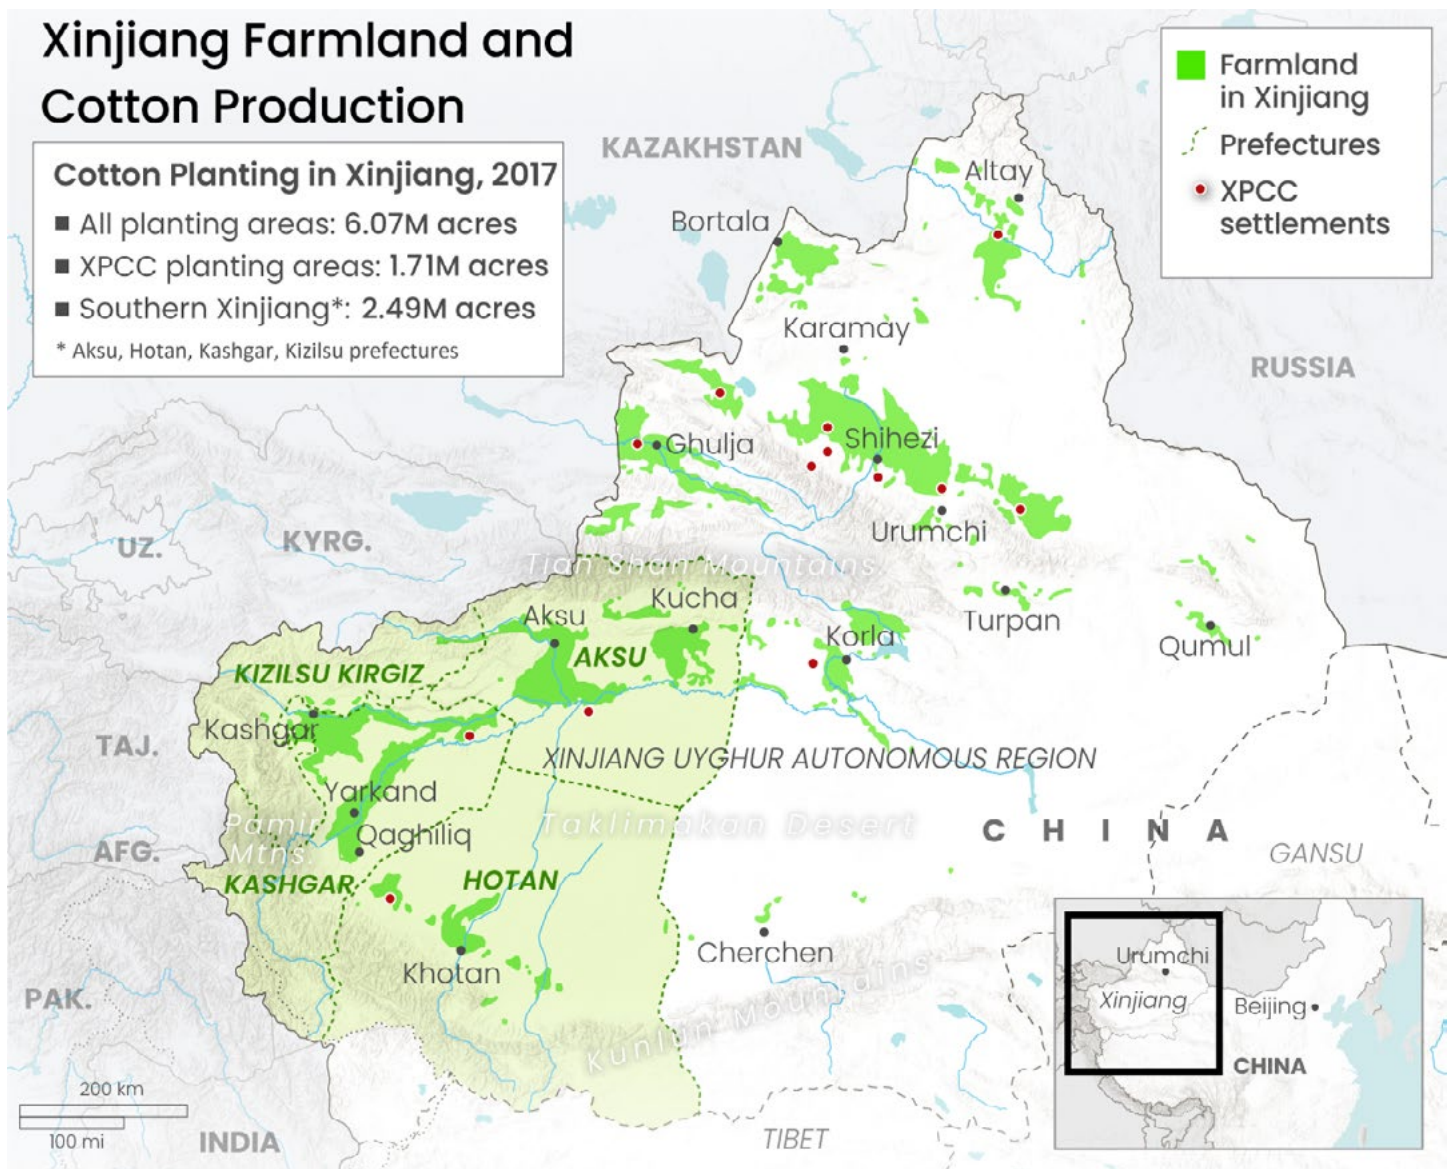 Xinjiang Farmland and
Cotton Production
Cotton Planting in Xinjiang, 2017
■ All planting areas: 6.07M acres
■ XPCC planting areas: 1.71M acres
■ Southern Xinjiang*: 2.49M acres
* Aksu, Hotan, Kashgar, Kizilsu prefectures
Farmland
in Xinjiang
Prefectures
XPCC
settlements
KAZAKHSTAN
Altay
Bortala
Karamay
RUSSIA
Shihezi
Ghulja
Urumchi
UZ.
KYRG.
Tian Shan Mountains
Kucha
Aksu
Turpan
Korla
Qumul
AKSU
KIZILSU KIRGIZ
Kashgar
TAJ.
XINJIANG UYGHUR AUTONOMOUS REGION
Yarkand
Pamir
Mtns.
Taklimakan Desert
CHINA
Qaghiliq
AFG.
GANSU
KASHGAR
HOTAN
Cherchen
Khotan
Kunlun Mountains
PAK.
Urumchi
Xinjiang
Beijing
CHINA
200 km
100 mi
INDIA
TIBET